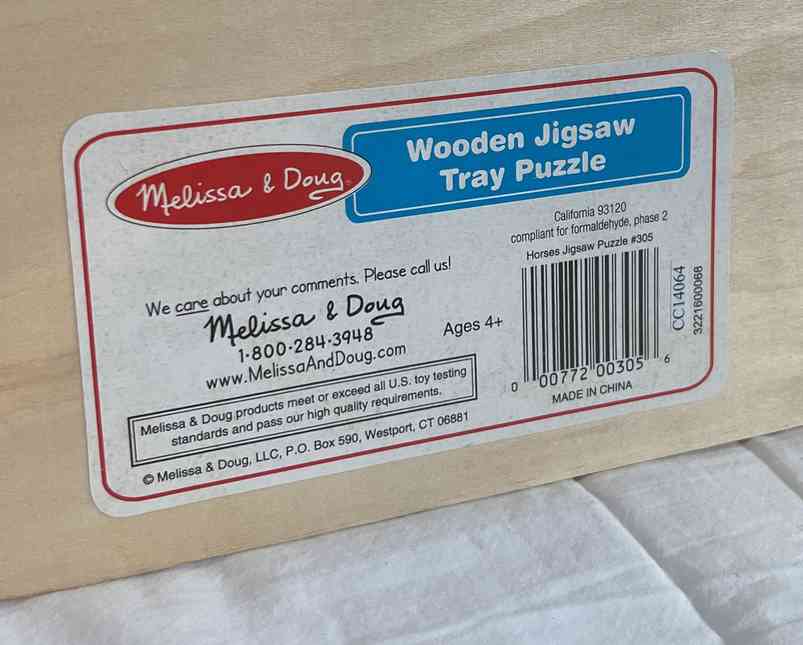 Melissa & Doug
Wooden Jigsaw
Tray Puzzle
California 93120
compliant for formaldehyde, phase 2
Horses Jigsaw Puzzle #305
We care about your comments. Please call us!
Melissa & Doug
1-800-284-3948
www.MelissaAndDoug.com
Ages 4+
Melissa & Doug products meet or exceed all U.S. toy testing
standards and pass our high quality requirements.
© Melissa & Doug, LLC, P.O. Box 590, Westport, CT 06881
0 00772 00305 6
MADE IN CHINA
CC14064
3221600068